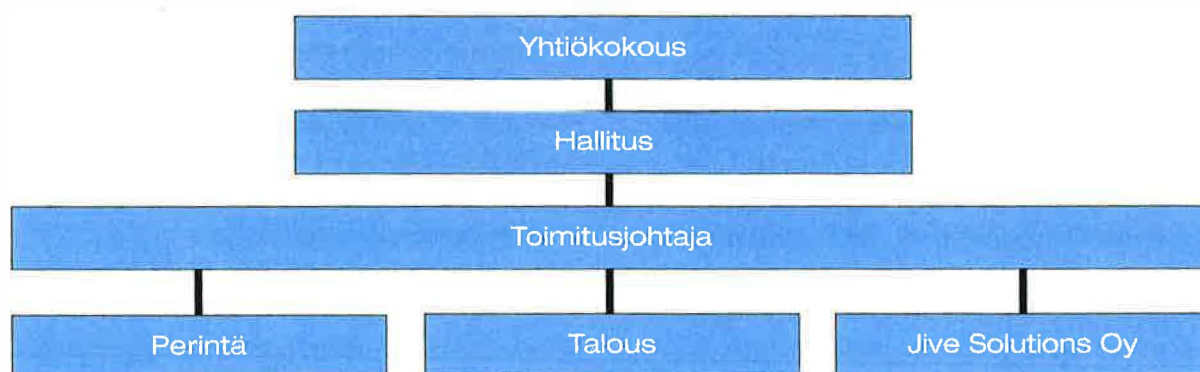 Yhtiökokous
Hallitus
Toimitusjohtaja
Perintä
Talous
Jive Solutions Oy